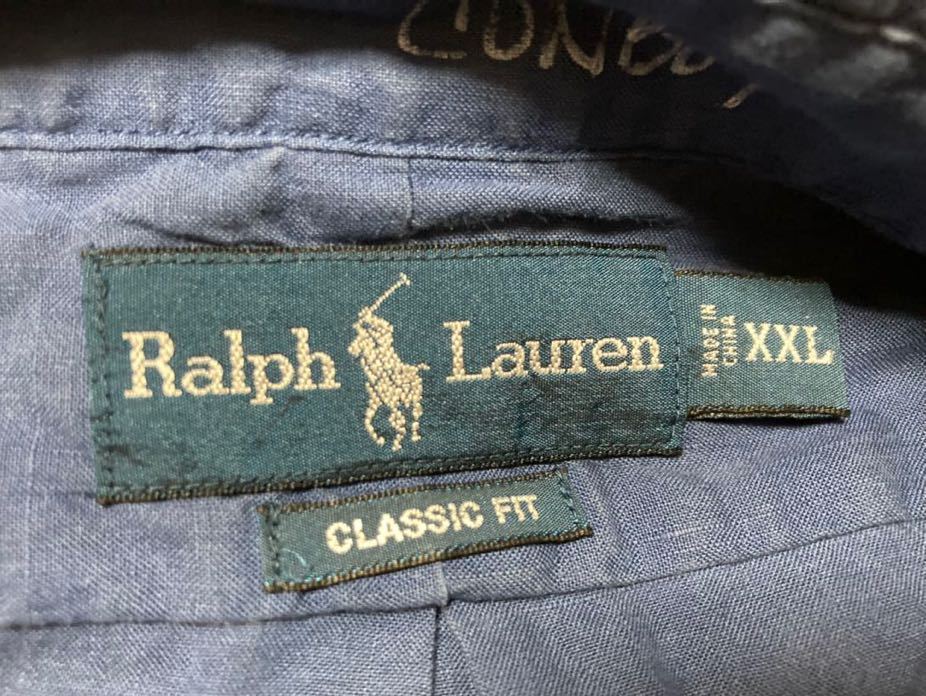 Ralph Lauren
MADE IN
CHINA
XXL
CLASSIC FIT